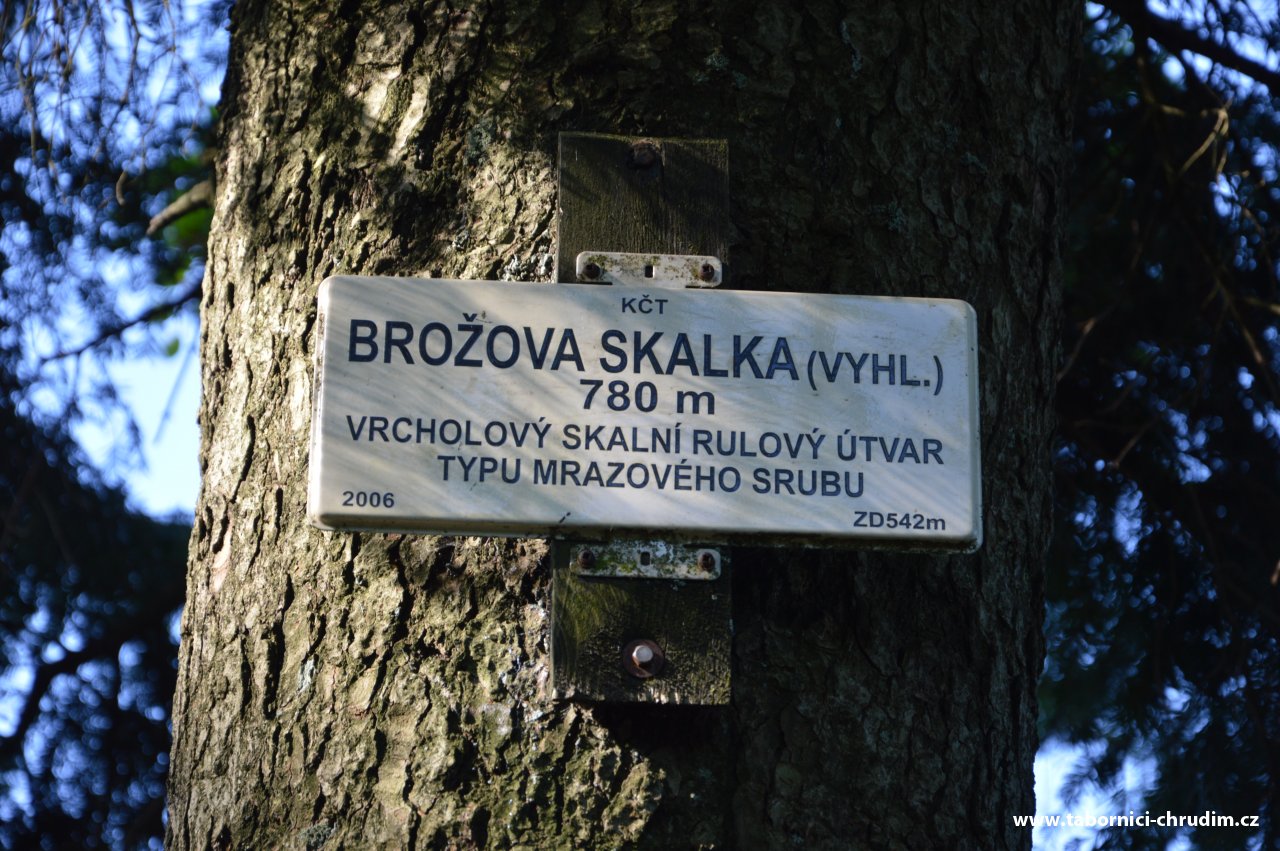 KČT
BROŽOVA SKALKA (VYHL.)
780 m
VRCHOLOVÝ SKALNÍ RULOVÝ ÚTVAR
TYPU MRAZOVÉHO SRUBU
2006 ZD542m
www.tabornici-chrudim.cz